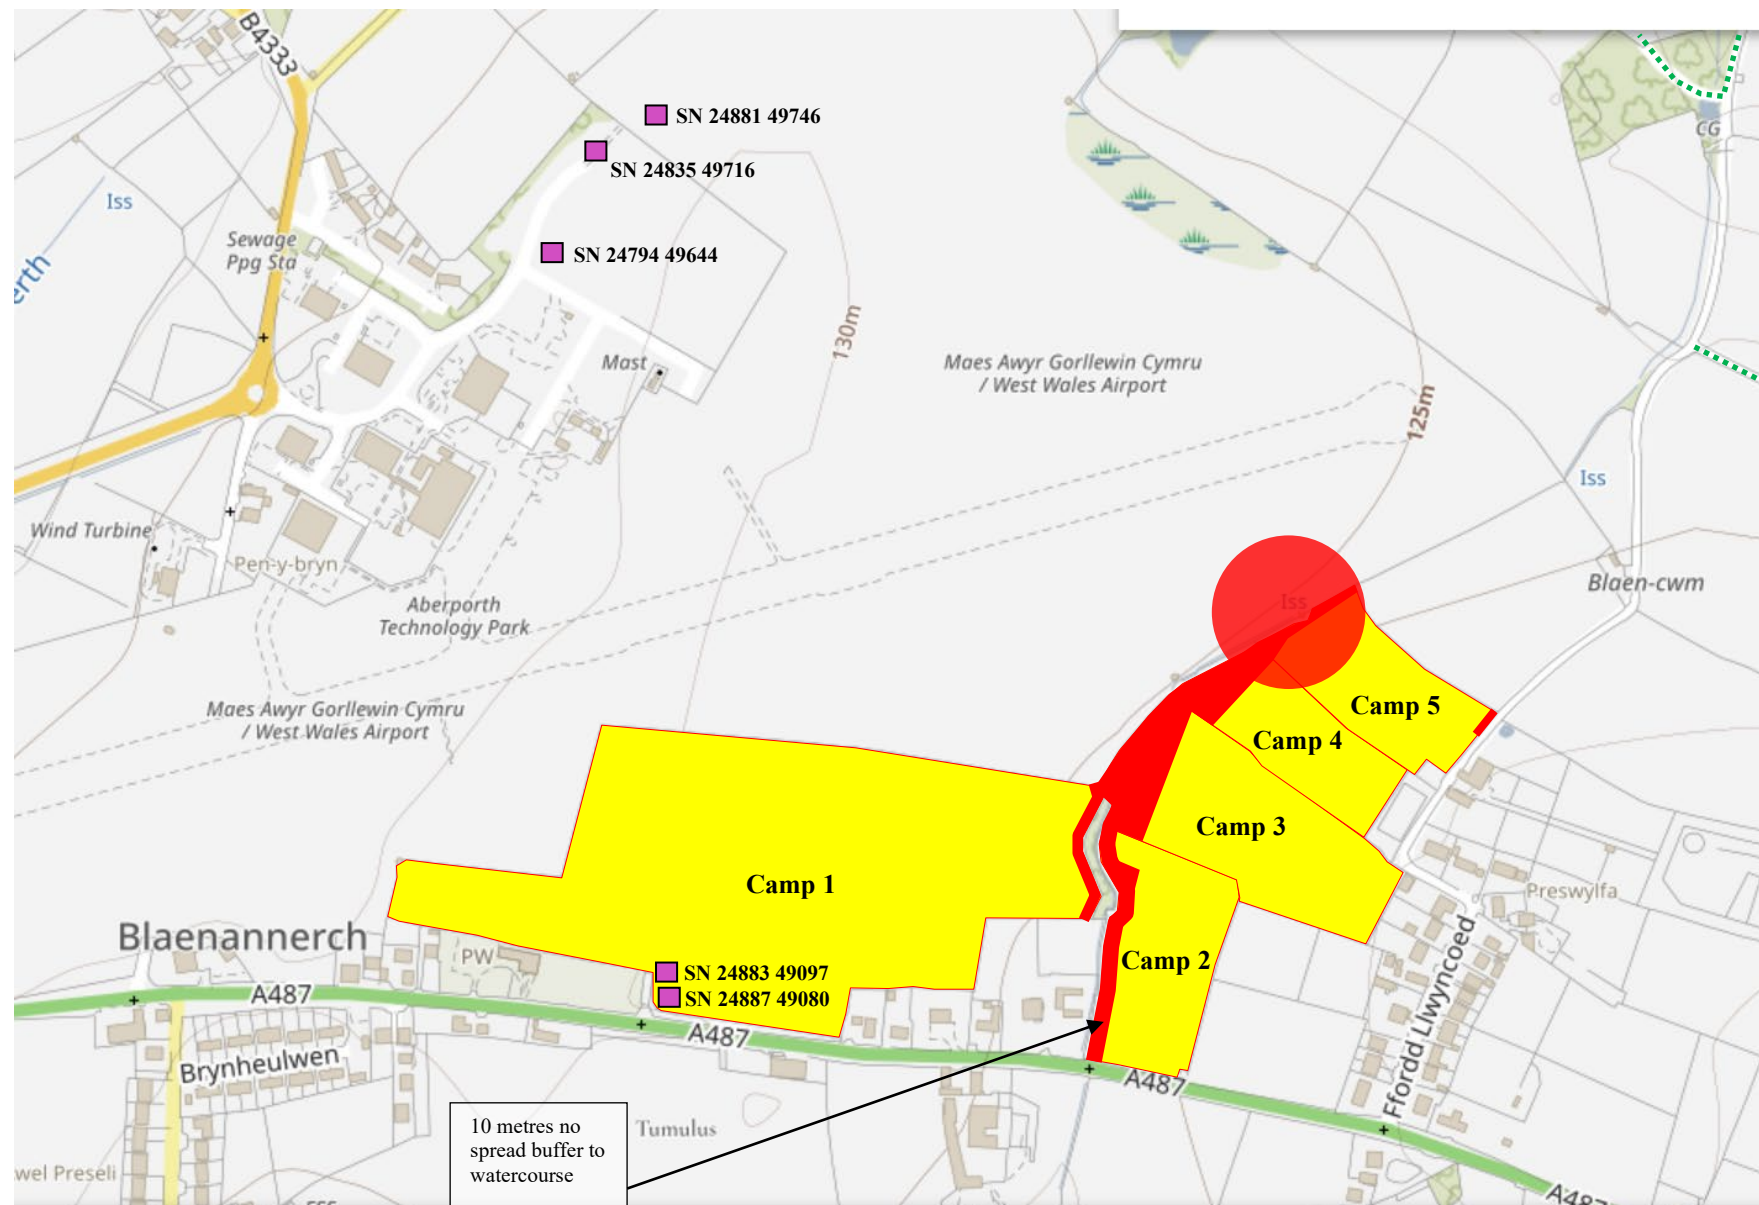 B4333
SN 24881 49746
SN 24835 49716
CG
Iss
Sewage
Ppg Sta
SN 24794 49644
erth
130m
Mast
Maes Awyr Gorllewin Cymru
/ West Wales Airport
125m
Iss
Wind Turbine
Pen-y-bryn
Blaen-cwm
Aberporth
Technology Park
Iss
Maes Awyr Gorllewin Cymru
/ West Wales Airport
Camp 5
Camp 4
Camp 3
Camp 1
Preswylfa
Blaenannerch
PW
Camp 2
SN 24883 49097
SN 24887 49080
A487
A487
Ffordd Llwyncoed
Brynheulwen
A487
10 metres no
spread buffer to
watercourse
Tumulus
wel Preseli
A487